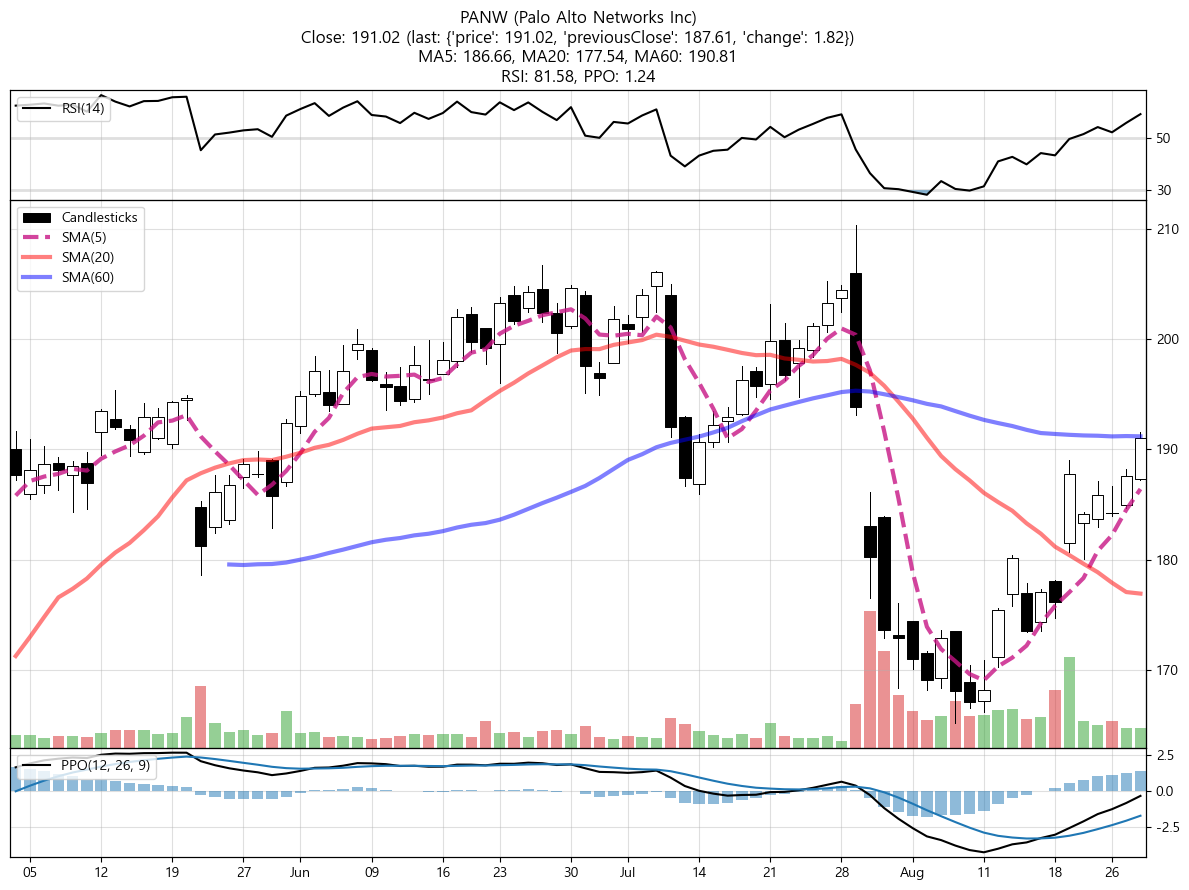 PANW (Palo Alto Networks Inc)
Close: 191.02 (last: {'price': 191.02, 'previousClose': 187.61, 'change': 1.82})
MA5: 186.66, MA20: 177.54, MA60: 190.81
RSI: 81.58, PPO: 1.24
RSI(14)
50
30
Candlesticks
SMA(5)
SMA(20)
SMA(60)
210
200
190
180
170
PPO(12, 26, 9)
2.5
0.0
−2.5
05 12 19 27 Jun 09 16 23 30 Jul 14 21 28 Aug 11 18 26